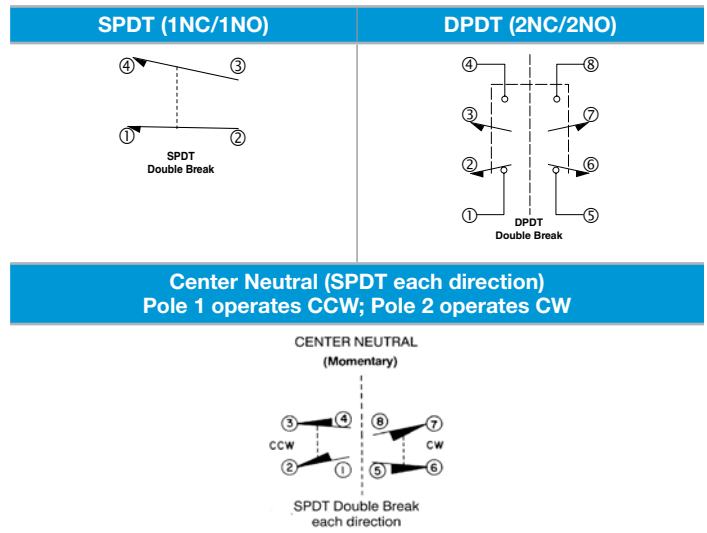 SPDT (1NC/1NO)
DPDT (2NC/2NO)
④ ③
① ②
SPDT
Double Break
④ ⑧
③ ⑦
② ⑥
① ⑤
DPDT
Double Break
Center Neutral (SPDT each direction)
Pole 1 operates CCW; Pole 2 operates CW
CENTER NEUTRAL
(Momentary)
③ ④ ⑧ ⑦
CCW CW
② ① ⑤ ⑥
SPDT Double Break
each direction